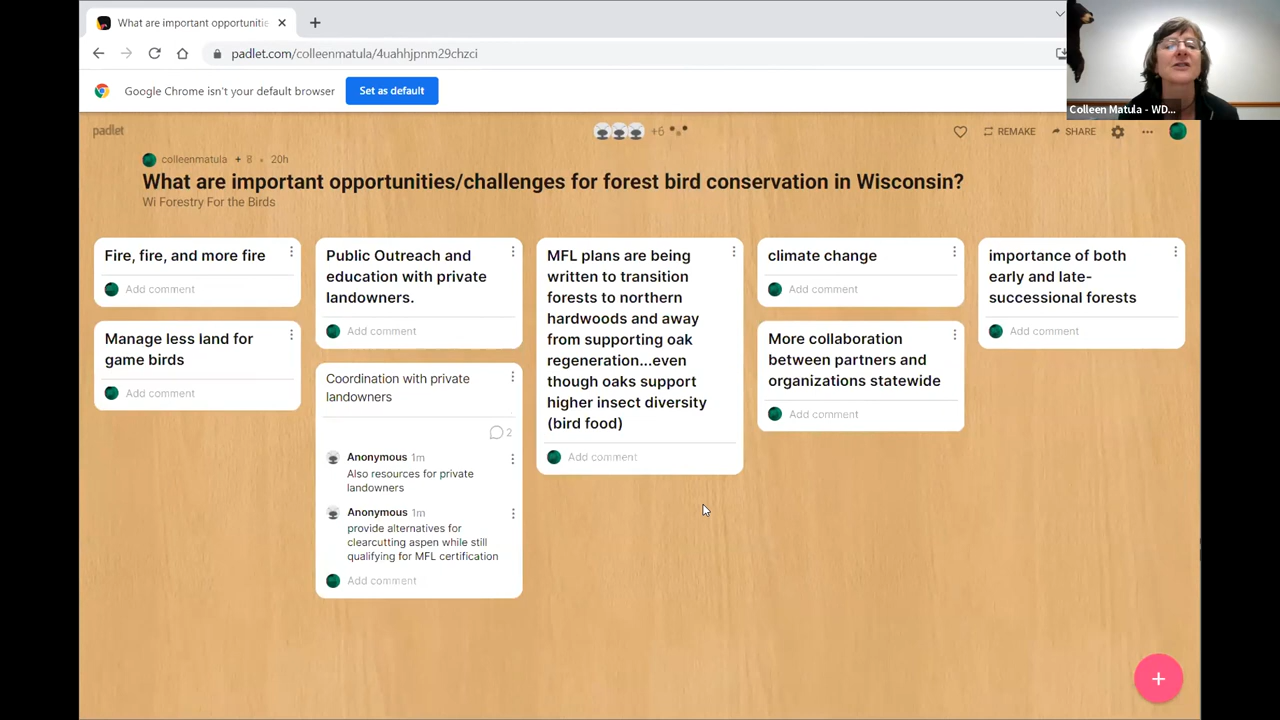 What are important opportunitie
padlet.com/colleenmatula/4uahhjpnm29chzci
Google Chrome isn't your default browser
Set as default
Colleen Matula - WD...
padlet
+6
REMAKE
SHARE
colleenmatula + 8 • 20h
What are important opportunities/challenges for forest bird conservation in Wisconsin?
Wi Forestry For the Birds
Fire, fire, and more fire
Add comment
Manage less land for
game birds
Add comment
Public Outreach and
education with private
landowners.
Add comment
Coordination with private
landowners
2
Anonymous 1m
Also resources for private
landowners
Anonymous 1m
provide alternatives for
clearcutting aspen while still
qualifying for MFL certification
Add comment
MFL plans are being
written to transition
forests to northern
hardwoods and away
from supporting oak
regeneration...even
though oaks support
higher insect diversity
(bird food)
Add comment
climate change
Add comment
More collaboration
between partners and
organizations statewide
Add comment
importance of both
early and late-
successional forests
Add comment